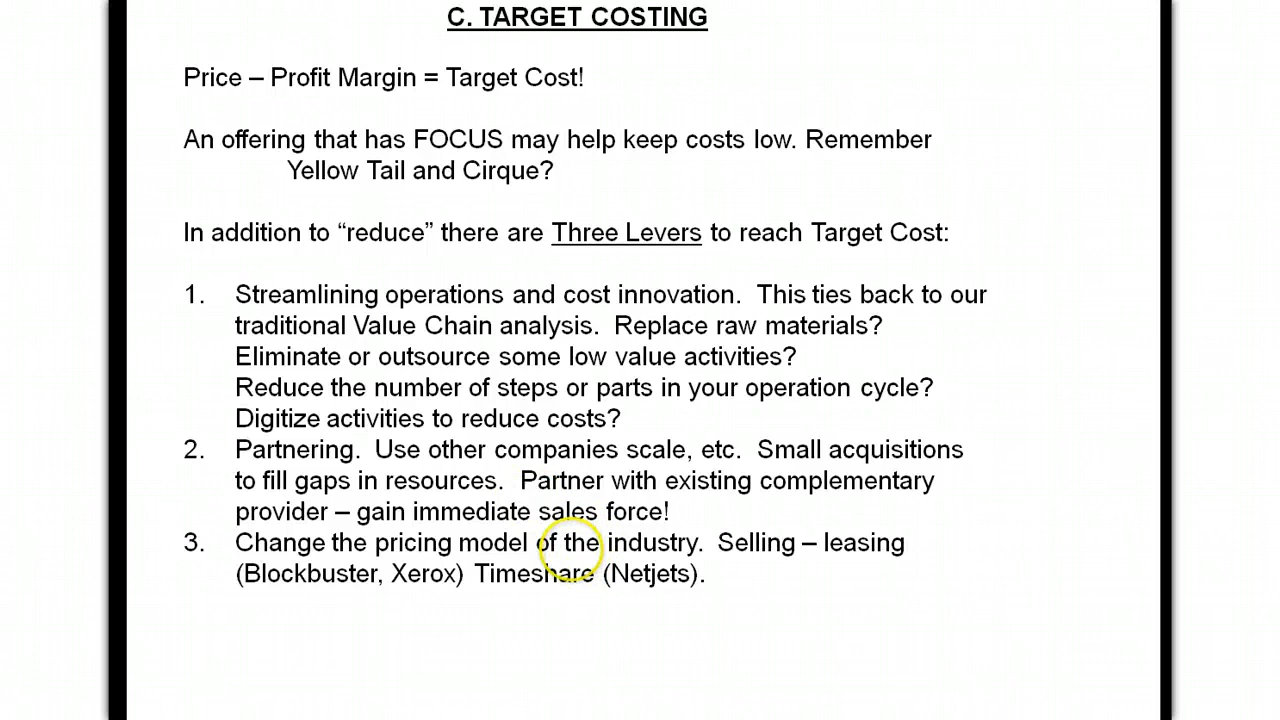 C. TARGET COSTING
Price – Profit Margin = Target Cost!
An offering that has FOCUS may help keep costs low. Remember
Yellow Tail and Cirque?
In addition to “reduce” there are Three Levers to reach Target Cost:
1. Streamlining operations and cost innovation. This ties back to our
traditional Value Chain analysis. Replace raw materials?
Eliminate or outsource some low value activities?
Reduce the number of steps or parts in your operation cycle?
Digitize activities to reduce costs?
2. Partnering. Use other companies scale, etc. Small acquisitions
to fill gaps in resources. Partner with existing complementary
provider – gain immediate sales force!
3. Change the pricing model of the industry. Selling – leasing
(Blockbuster, Xerox) Timeshare (Netjets).